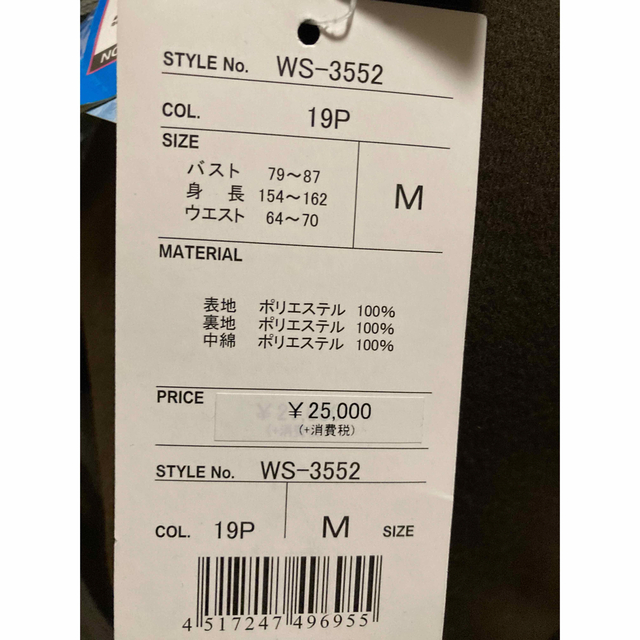 STYLE No. WS-3552
COL. 19P
SIZE
バスト 79～87
身 長 154～162
ウエスト 64～70
M
MATERIAL
表地 ポリエステル 100%
裏地 ポリエステル 100%
中綿 ポリエステル 100%
PRICE
￥25,000
(+消費税)
STYLE No. WS-3552
COL. 19P M SIZE
4 517247 496955